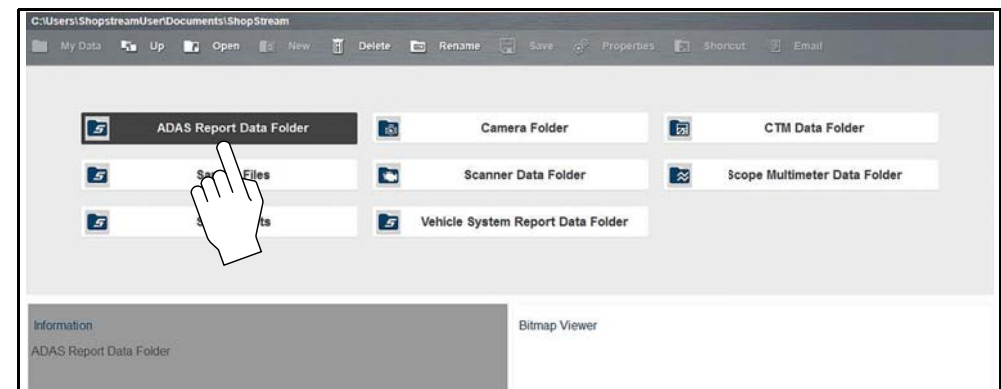 C:\Users\ShopstreamUser\Documents\ShopStream
My Data Up Open New Delete Rename Save Properties Shortcut Email
ADAS Report Data Folder Camera Folder CTM Data Folder
Files Scanner Data Folder Scope Multimeter Data Folder
Vehicle System Report Data Folder
Information Bitmap Viewer
ADAS Report Data Folder